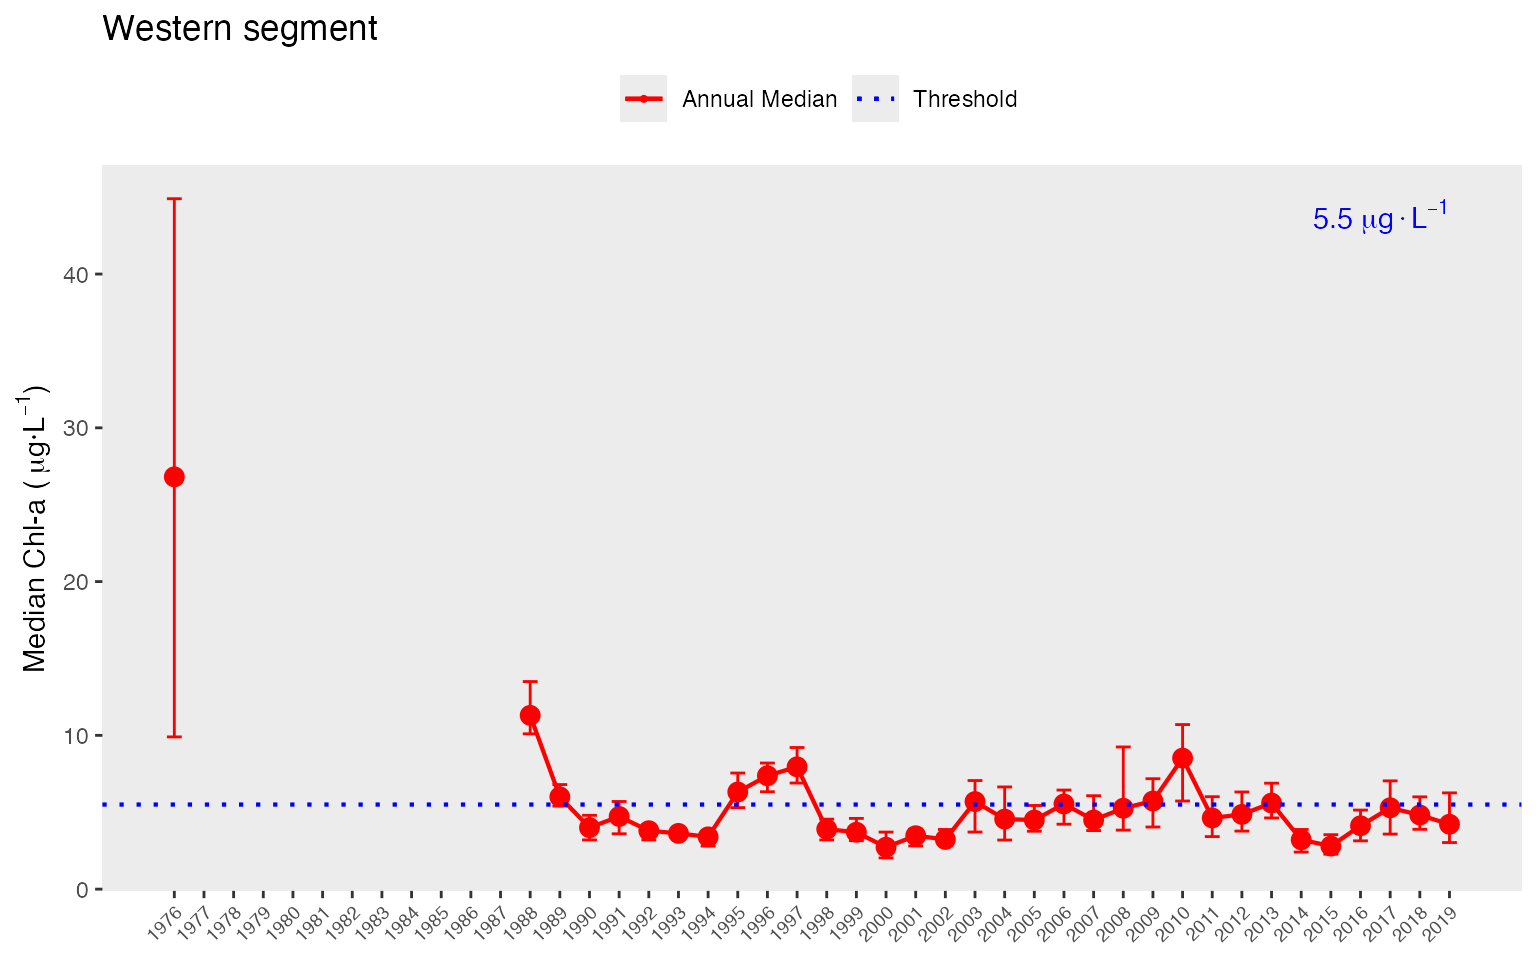 Western segment
Annual Median Threshold
5.5 µg · L⁻¹
Median Chl-a ( µg·L⁻¹)
40
30
20
10
0
1976 1977 1978 1979 1980 1981 1982 1983 1984 1985 1986 1987 1988 1989 1990 1991 1992 1993 1994 1995 1996 1997 1998 1999 2000 2001 2002 2003 2004 2005 2006 2007 2008 2009 2010 2011 2012 2013 2014 2015 2016 2017 2018 2019